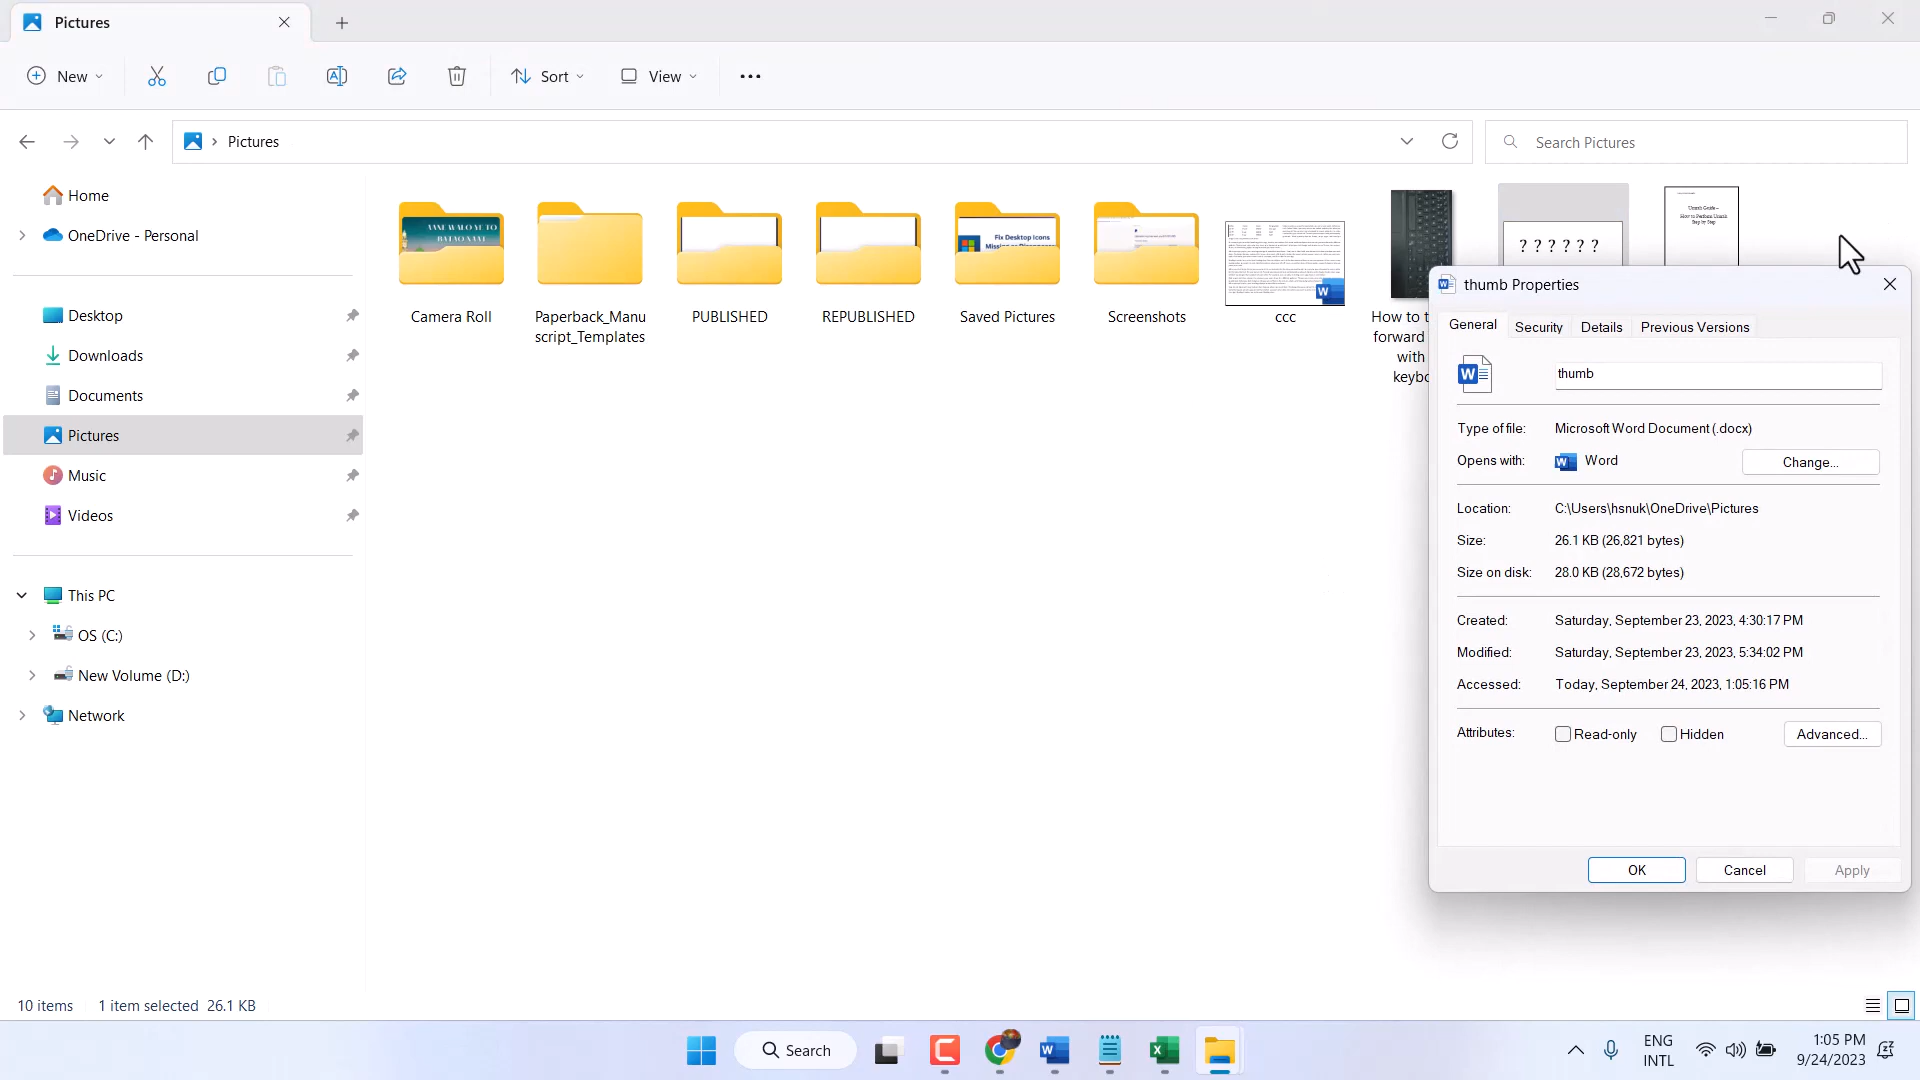 Pictures
New
Sort
View
Pictures
Search Pictures
Home
OneDrive - Personal
Desktop
Downloads
Documents
Pictures
Music
Videos
This PC
OS (C:)
New Volume (D:)
Network
Camera Roll
Paperback_Manu
script_Templates
PUBLISHED
REPUBLISHED
Fix Desktop Icons
Saved Pictures
Screenshots
ccc
How to t
forward
with
keybo
? ? ? ? ? ?
thumb Properties
General
Security
Details
Previous Versions
thumb
Type of file:
Microsoft Word Document (.docx)
Opens with:
Word
Change...
Location:
C:\Users\hsnuk\OneDrive\Pictures
Size:
26.1 KB (26,821 bytes)
Size on disk:
28.0 KB (28,672 bytes)
Created:
Saturday, September 23, 2023, 4:30:17 PM
Modified:
Saturday, September 23, 2023, 5:34:02 PM
Accessed:
Today, September 24, 2023, 1:05:16 PM
Attributes:
Read-only
Hidden
Advanced...
OK
Cancel
Apply
10 items
1 item selected 26.1 KB
Search
ENG
INTL
1:05 PM
9/24/2023